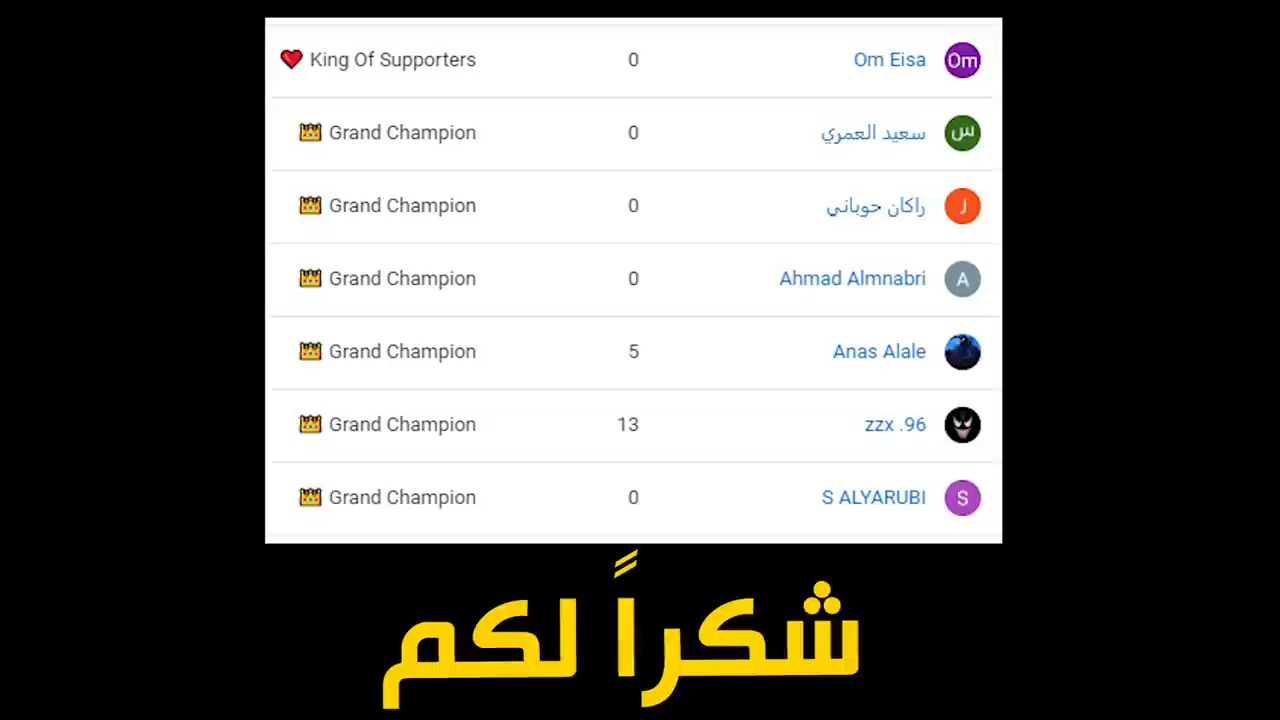 ❤️ King Of Supporters 0 Om Eisa Om
👑 Grand Champion 0 سعيد العمري س
👑 Grand Champion 0 راكان حوباني ر
👑 Grand Champion 0 Ahmad Almnabri A
👑 Grand Champion 5 Anas Alale
👑 Grand Champion 13 zzx .96
👑 Grand Champion 0 S ALYARUBI S
شكراً لكم